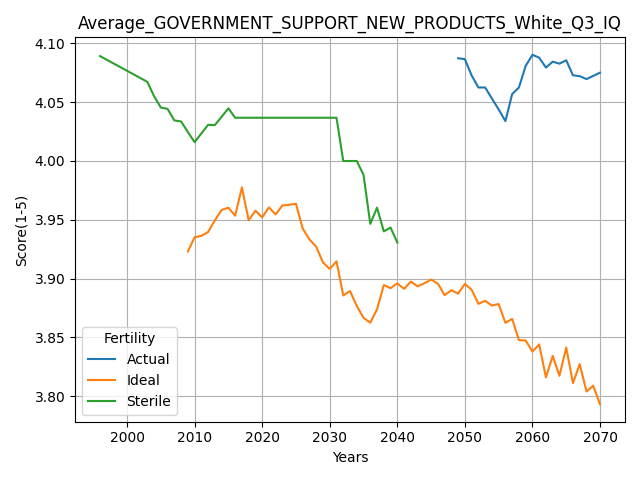 Average_GOVERNMENT_SUPPORT_NEW_PRODUCTS_White_Q3_IQ
4.10
4.05
4.00
3.95
3.90
3.85
3.80
Score(1-5)
Fertility
Actual
Ideal
Sterile
2000 2010 2020 2030 2040 2050 2060 2070
Years